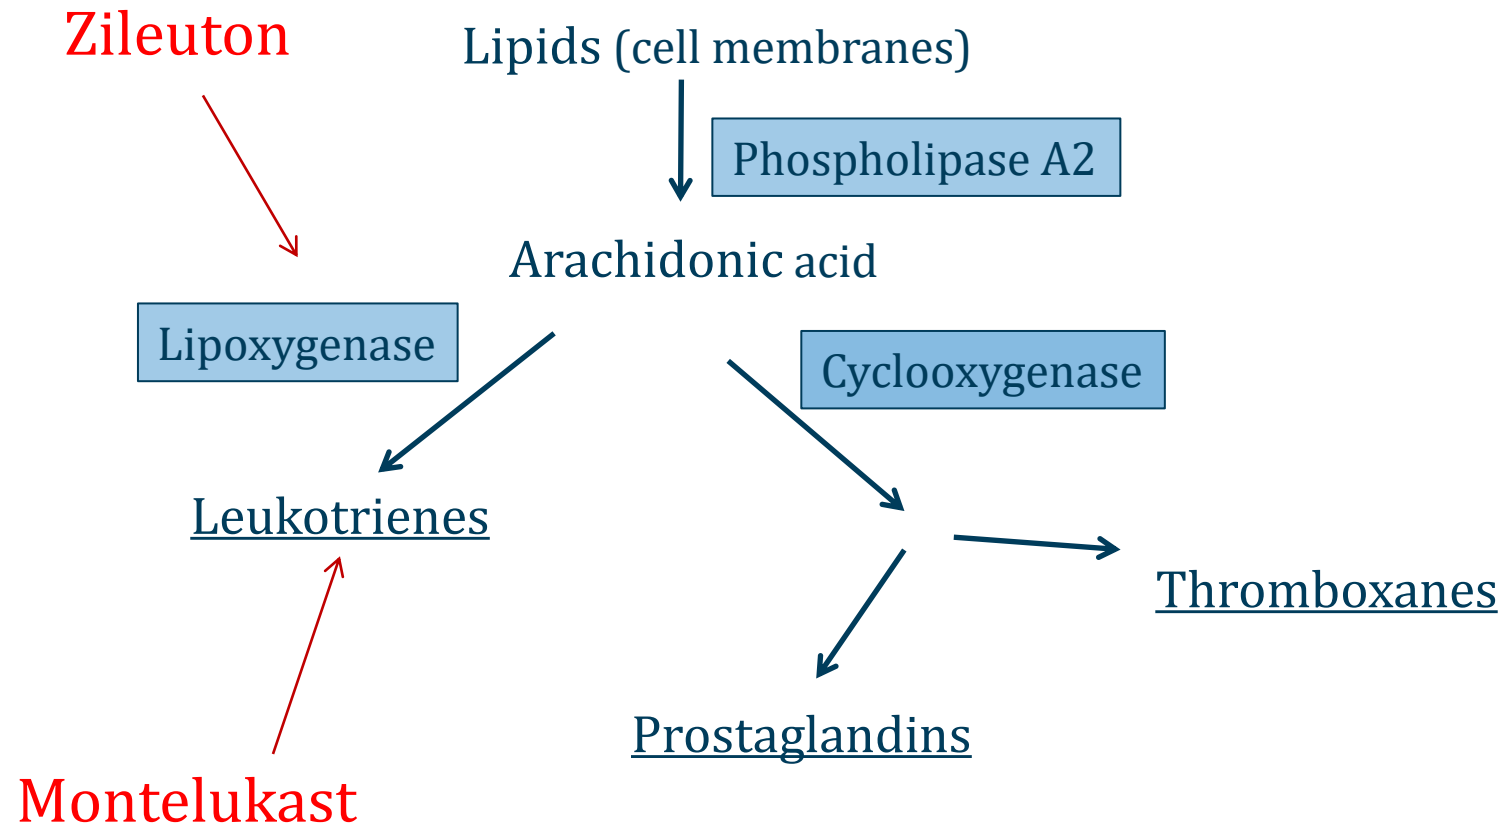 Zileuton
Lipids (cell membranes)
Phospholipase A2
Arachidonic acid
Lipoxygenase
Cyclooxygenase
Leukotrienes
Thromboxanes
Prostaglandins
Montelukast